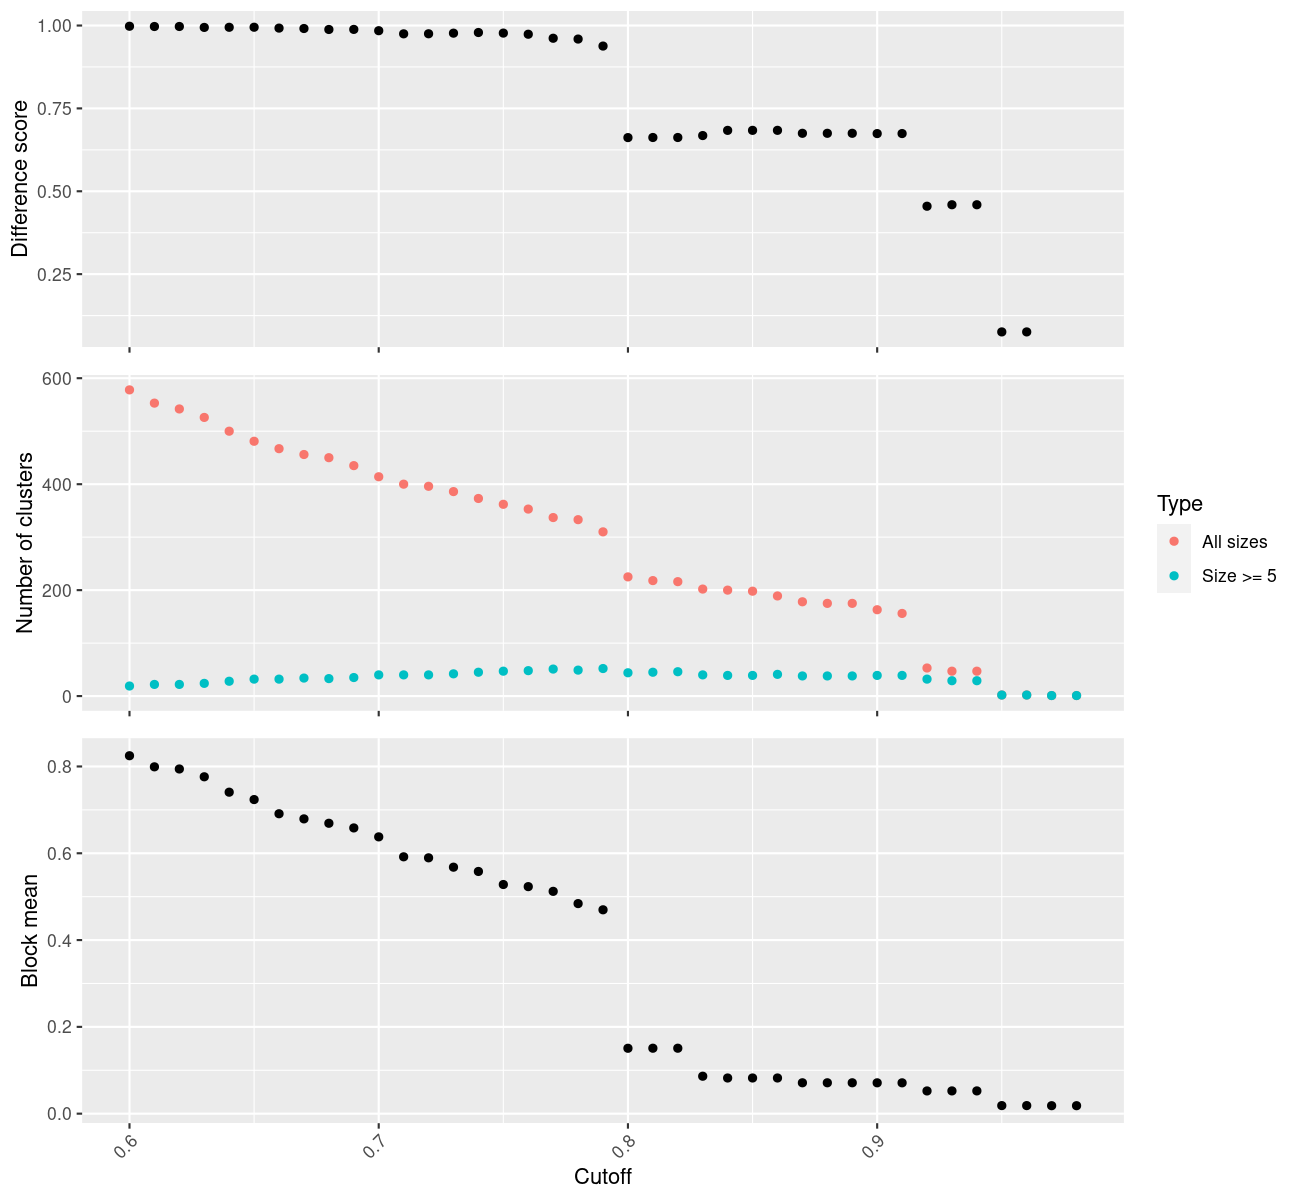 Difference score
1.00
0.75
0.50
0.25
Number of clusters
600
400
200
0
Type
All sizes
Size >= 5
Block mean
0.8
0.6
0.4
0.2
0.0
0.6 0.7 0.8 0.9
Cutoff